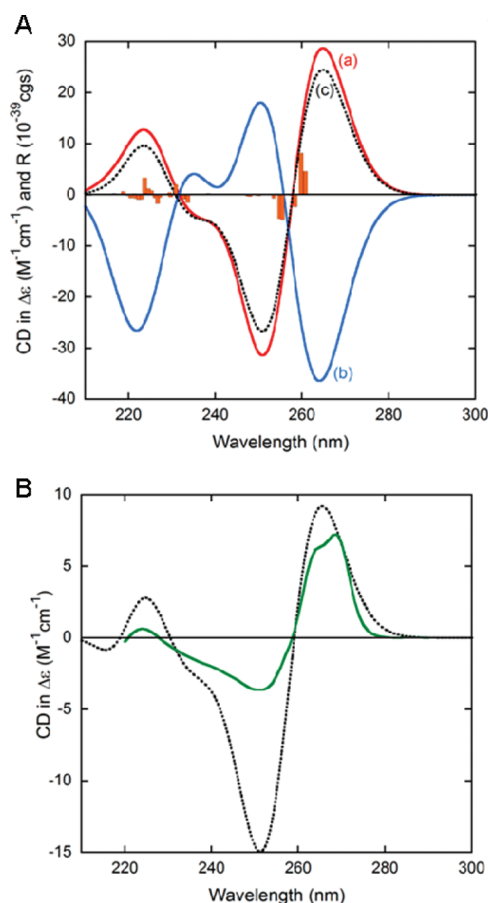 A
CD in Δε (M⁻¹cm⁻¹) and R (10⁻³⁹cgs)
30
20
10
0
-10
-20
-30
-40
(a)
(c)
(b)
220 240 260 280 300
Wavelength (nm)
B
CD in Δε (M⁻¹cm⁻¹)
10
5
0
-5
-10
-15
220 240 260 280 300
Wavelength (nm)